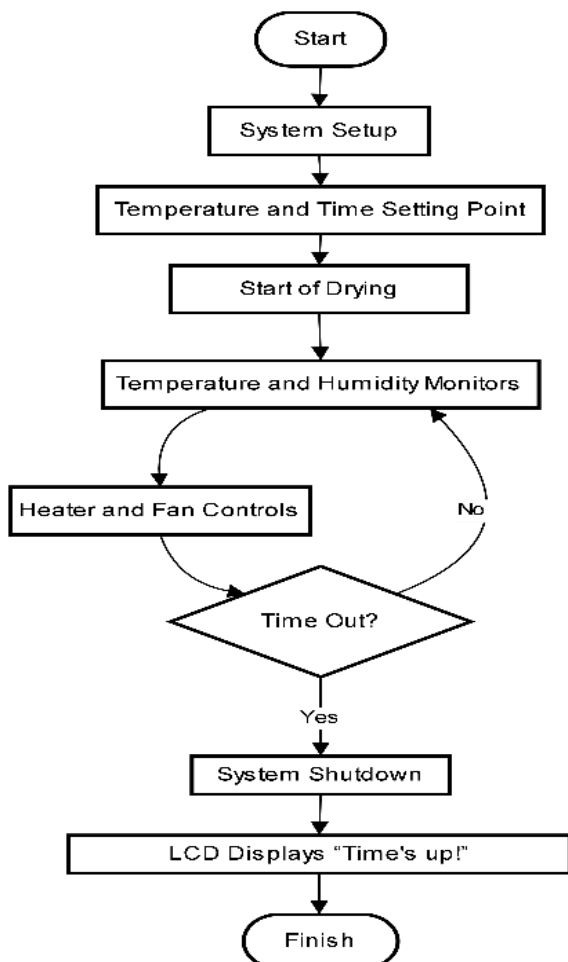 Start
System Setup
Temperature and Time Setting Point
Start of Drying
Temperature and Humidity Monitors
Heater and Fan Controls
No
Time Out?
Yes
System Shutdown
LCD Displays “Time's up!”
Finish